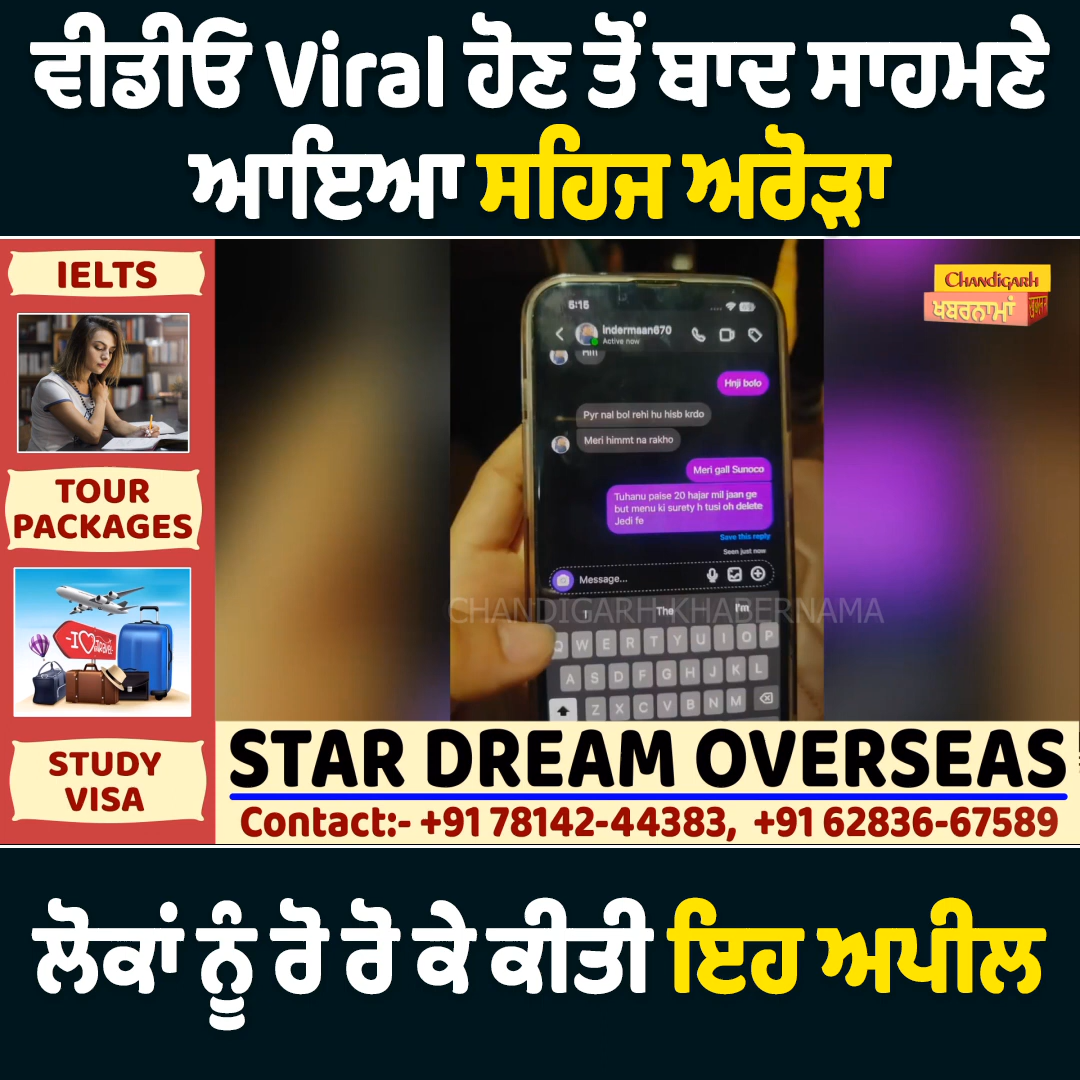 ਵੀਡੀਓ Viral ਹੋਣ ਤੋਂ ਬਾਦ ਸਾਹਮਣੇ
ਆਇਆ ਸਹਿਜ ਅਰੋੜਾ
IELTS
TOUR
PACKAGES
STUDY
VISA
Chandigarh
ਖਬਰਨਾਮਾਂ
5:15
indermaan670
Active now
Hnji bolo
Pyr nal bol rehi hu hisb krdo
Meri himmt na rakho
Meri gall Sunoco
Tuhanu paise 20 hajar mil jaan ge
but menu ki surety h tusi oh delete
Jedi fe
Save this reply
Seen just now
Message...
The I'm
CHANDIGARH KHABERNAMA
Q W E R T Y U I O P
A S D F G H J K L
Z X C V B N M
STAR DREAM OVERSEAS
Contact:- +91 78142-44383, +91 62836-67589
ਲੋਕਾਂ ਨੂੰ ਰੋ ਰੋ ਕੇ ਕੀਤੀ ਇਹ ਅਪੀਲ